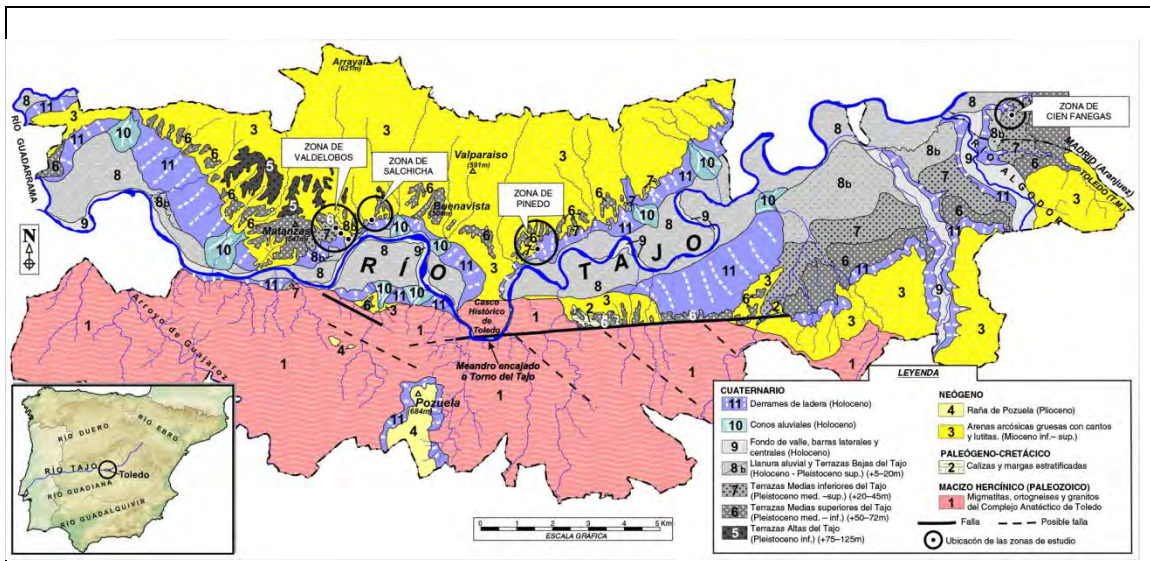 Arrayal
(621m)
RÍO GUADARRAMA
ZONA DE
VALDELOBOS
ZONA DE
SALCHICHA
Valparaiso
(591m)
Buenavista
Matanzas
ZONA DE
PINEDO
ZONA DE
CIEN FANEGAS
MADRID (Aranjuez)
TOLEDO (T.M.)
RÍO ALGODOR
RÍO TAJO
N
Casco
Histórico
de
Toledo
Meandro encajado
o Torno del Tajo
Arroyo de Guajaroz
Pozuela
(684m)
RÍO DUERO
RÍO EBRO
RÍO TAJO
Toledo
RÍO GUADIANA
RÍO GUADALQUIVIR
0 1 2 3 4 5 Km
ESCALA GRÁFICA
LEYENDA
CUATERNARIO
11 Derrames de ladera (Holoceno)
10 Conos aluviales (Holoceno)
9 Fondo de valle, barras laterales y
centrales (Holoceno)
8 b Llanura aluvial y Terrazas Bajas del Tajo
(Holoceno - Pleistoceno sup.) (+5–20m)
7 Terrazas Medias inferiores del Tajo
(Pleistoceno med. –sup.) (+20–45m)
6 Terrazas Medias superiores del Tajo
(Pleistoceno med. – inf.) (+50–72m)
5 Terrazas Altas del Tajo
(Pleistoceno inf.) (+75–125m)
NEÓGENO
4 Raña de Pozuela (Plioceno)
3 Arenas arcósicas gruesas con cantos
y lutitas. (Mioceno inf.– sup.)
PALEÓGENO-CRETÁCICO
2 Calizas y margas estratificadas
MACIZO HERCÍNICO (PALEOZOICO)
1 Migmatitas, ortogneises y granitos
del Complejo Anatéctico de Toledo
Falla
Posible falla
Ubicacón de las zonas de estudio